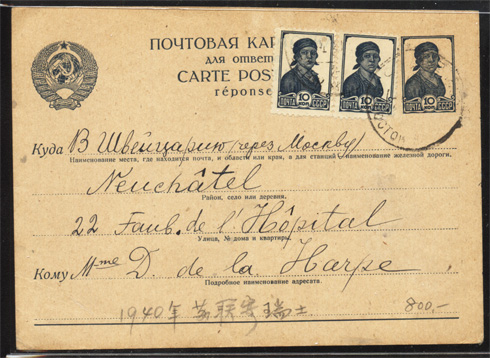 ПОЧТОВАЯ КАР
для ответ
CARTE POS
réponse
10 КОП. 10 КОП. 10 КОП.
ПОЧТА СССР ПОЧТА СССР ПОЧТА СССР
Куда В Швейцарию через Москву
Наименование места, где находится почта, и области или края, а для станций наименование железной дороги.
Neuchâtel
Район, село или деревня.
22 Faub. de l'Hôpital
Улица, № дома и квартиры.
Кому Mme D. de la Harpe
Подробное наименование адресата.
1940年苏联寄瑞士
800,-